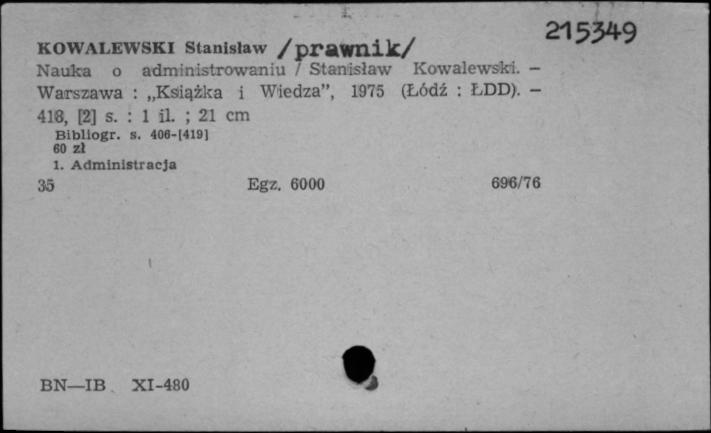 215349
KOWALEWSKI Stanisław /prawnik/
Nauka o administrowaniu / Stanisław Kowalewski. –
Warszawa : „Książka i Wiedza”, 1975 (Łódź : ŁDD). –
418, [2] s. : 1 il. ; 21 cm
Bibliogr. s. 406-[419]
60 zł
1. Administracja
35 Egz. 6000 696/76
BN—IB XI-480